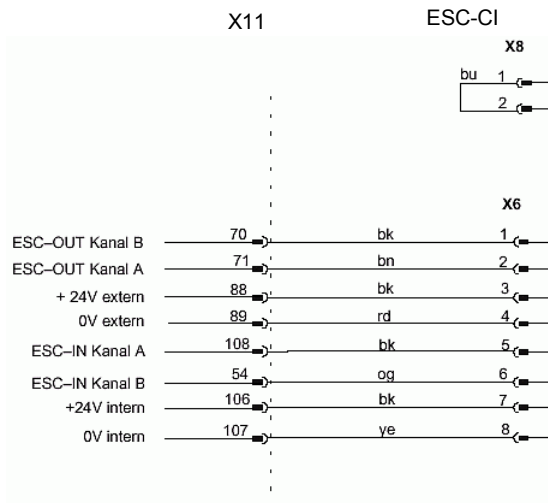 X11 ESC-CI
X8
bu 1
2
X6
ESC–OUT Kanal B 70 bk 1
ESC–OUT Kanal A 71 bn 2
+ 24V extern 88 bk 3
0V extern 89 rd 4
ESC–IN Kanal A 108 bk 5
ESC–IN Kanal B 54 og 6
+24V intern 106 bk 7
0V intern 107 ye 8